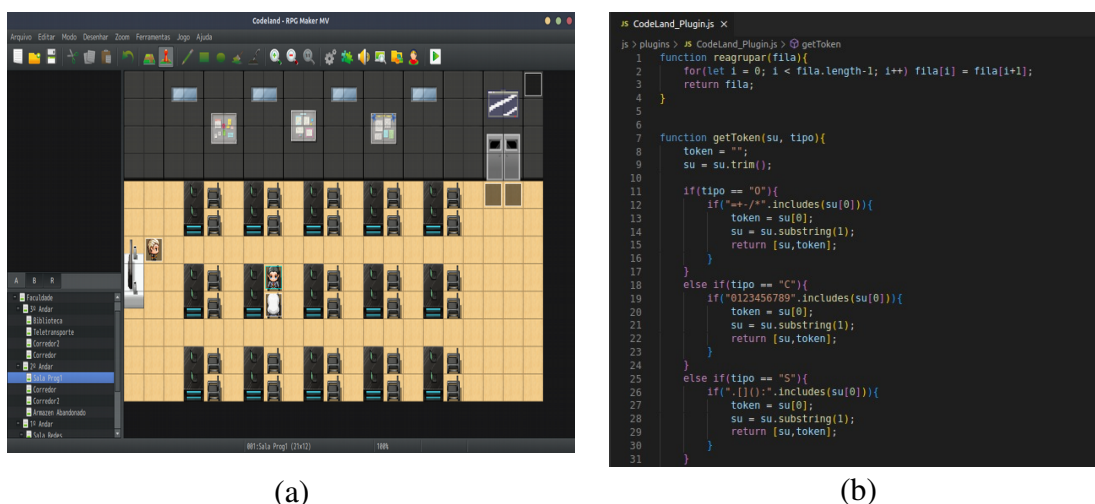 Codeland - RPG Maker MV
Arquivo Editar Modo Desenhar Zoom Ferramentas Jogo Ajuda
A B R
Faculdade
3º Andar
Biblioteca
Teletransporte
Corredor2
Corredor
2º Andar
Sala Prog1
Corredor
Corredor2
Armazen Abandonado
1º Andar
Sala Redes
001:Sala Prog1 (21x12) 100%
(a)
JS CodeLand_Plugin.js ×
js > plugins > JS CodeLand_Plugin.js > getToken
1 function reagrupar(fila){
2 for(let i = 0; i < fila.length-1; i++) fila[i] = fila[i+1];
3 return fila;
4 }
5
6
7 function getToken(su, tipo){
8 token = "";
9 su = su.trim();
10
11 if(tipo == "O"){
12 if("=+-/*".includes(su[0])){
13 token = su[0];
14 su = su.substring(1);
15 return [su,token];
16 }
17 }
18 else if(tipo == "C"){
19 if("0123456789".includes(su[0])){
20 token = su[0];
21 su = su.substring(1);
22 return [su,token];
23 }
24 }
25 else if(tipo == "S"){
26 if(".[]():".includes(su[0])){
27 token = su[0];
28 su = su.substring(1);
29 return [su,token];
30 }
31 }
(b)